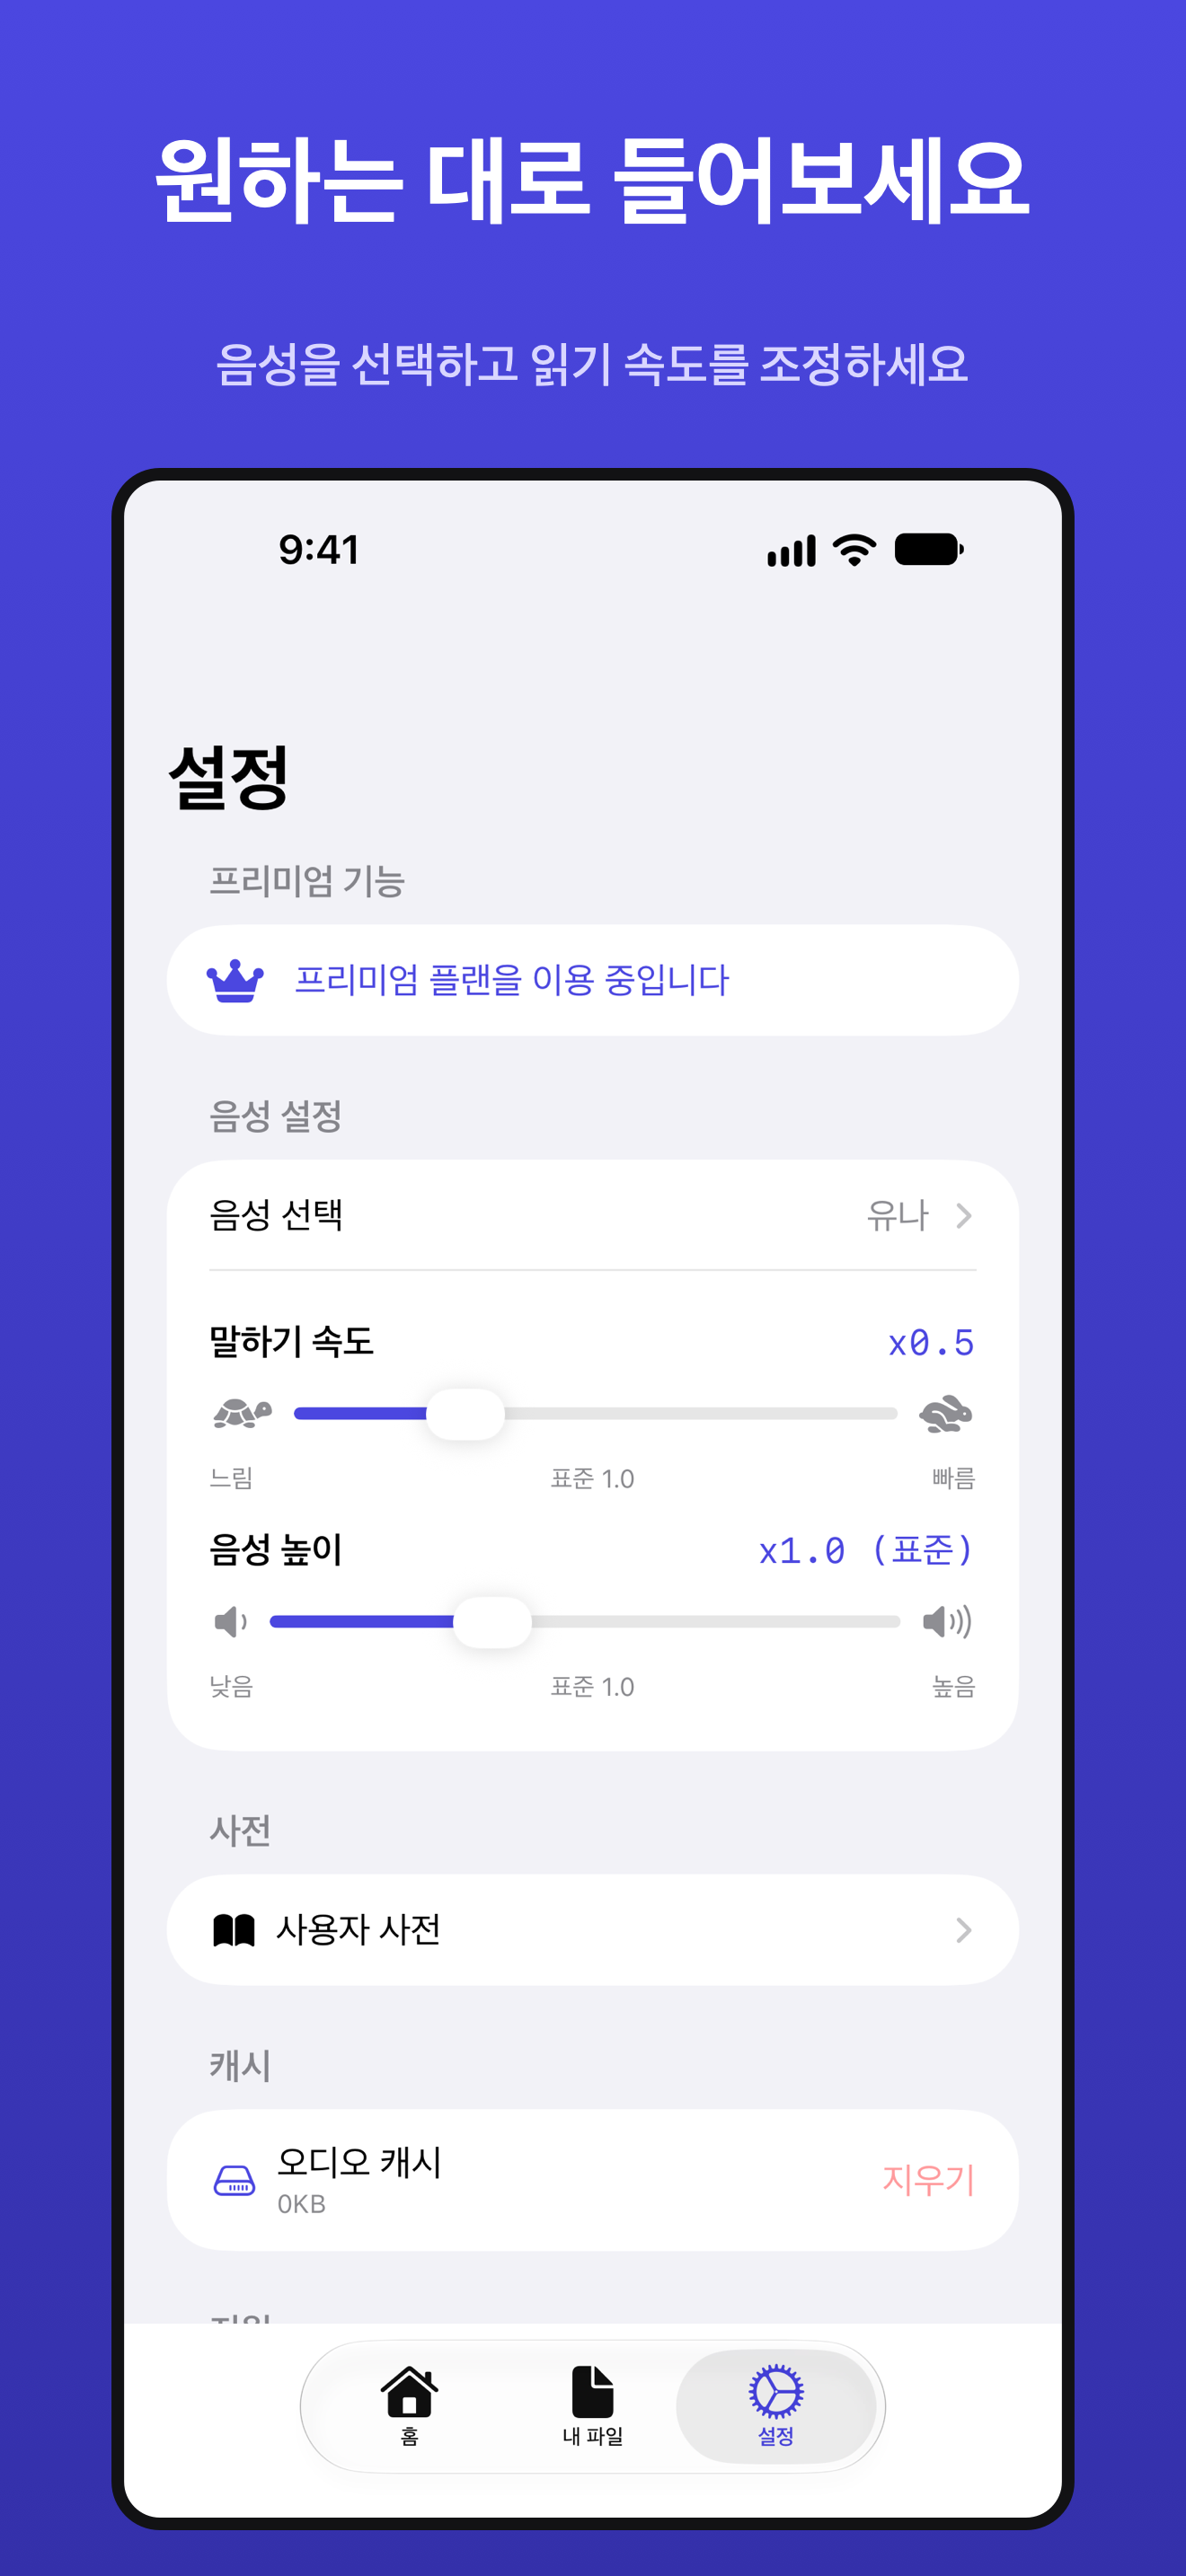 원하는 대로 들어보세요
음성을 선택하고 읽기 속도를 조정하세요
9:41
설정
프리미엄 기능
프리미엄 플랜을 이용 중입니다
음성 설정
음성 선택 유나
말하기 속도 x0.5
느림 표준 1.0 빠름
음성 높이 x1.0 (표준)
낮음 표준 1.0 높음
사전
사용자 사전
캐시
오디오 캐시
0KB
지우기
홈 내 파일 설정